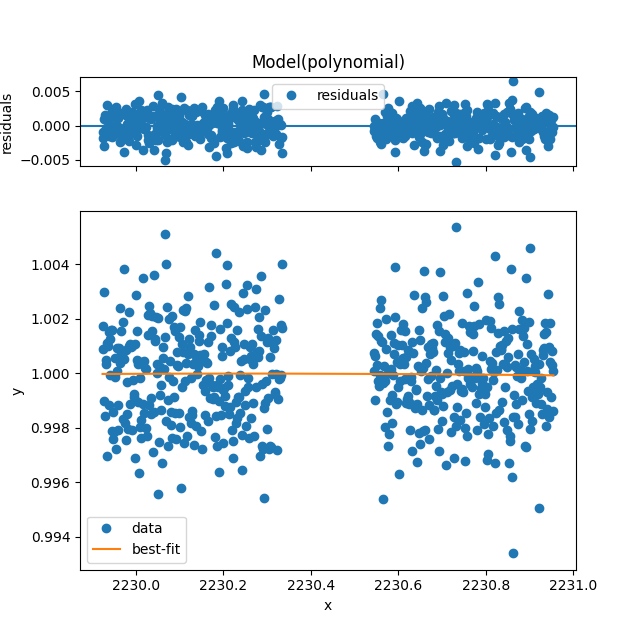 Model(polynomial)
residuals
0.005
0.000
−0.005
residuals
1.004
1.002
1.000
0.998
0.996
0.994
y
data
best-fit
2230.0
2230.2
2230.4
2230.6
2230.8
2231.0
x